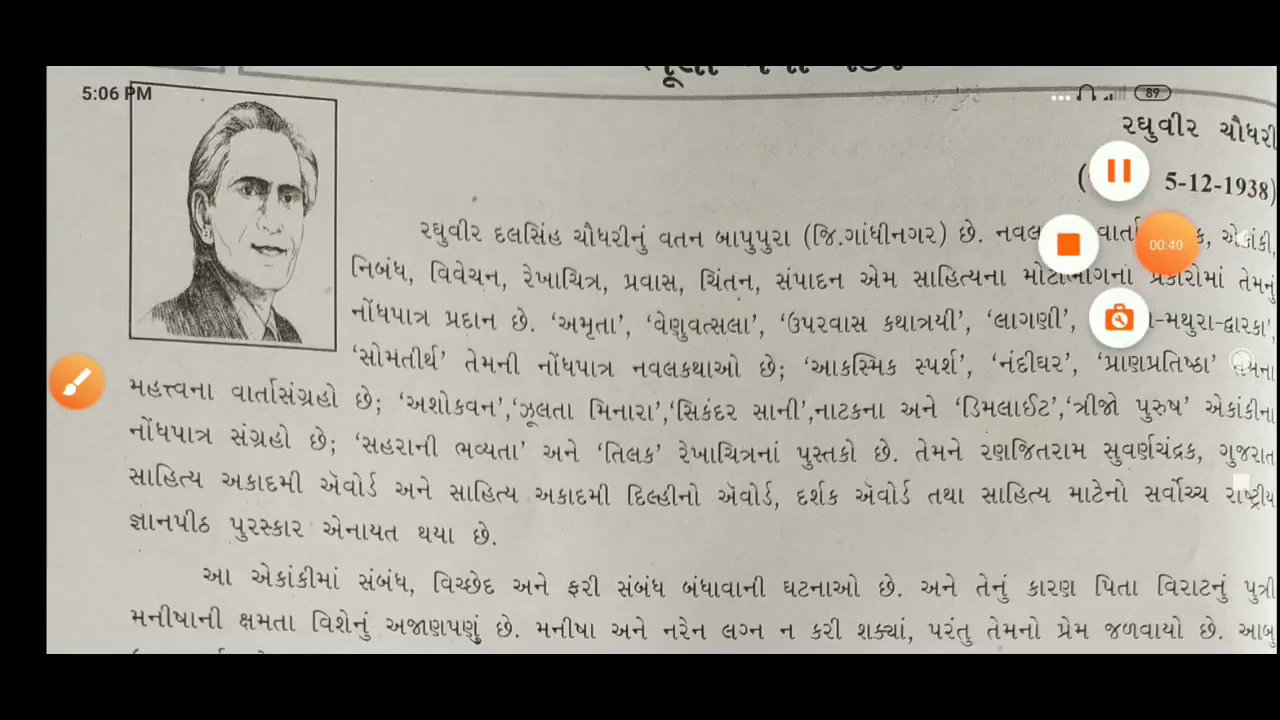 5:06 PM
89
રઘુવીર ચૌધરી
( 5-12-1938)
00:40
રઘુવીર દલસિંહ ચૌધરીનું વતન બાપુપુરા (જિ.ગાંધીનગર) છે. એકાંકી,
નિબંધ, વિવેચન, રેખાચિત્ર, પ્રવાસ, ચિંતન, સંપાદન એમ સાહિત્યના મોટાભાગનાં પ્રકારોમાં તેમનું
નોંધપાત્ર પ્રદાન છે. ‘અમૃતા’, ‘વેણુવત્સલા’, ‘ઉપરવાસ કથાત્રયી’, ‘લાગણી’, -મથુરા-દ્વારકા’,
‘સોમતીર્થ’ તેમની નોંધપાત્ર નવલકથાઓ છે; ‘આકસ્મિક સ્પર્શ’, ‘નંદીઘર’, ‘પ્રાણપ્રતિષ્ઠા’ તેમના
મહત્ત્વના વાર્તાસંગ્રહો છે; ‘અશોકવન’,‘ઝૂલતા મિનારા’,‘સિકંદર સાની’,નાટકના અને ‘ડિમલાઈટ’,‘ત્રીજો પુરુષ’ એકાંકીના
નોંધપાત્ર સંગ્રહો છે; ‘સહરાની ભવ્યતા’ અને ‘તિલક’ રેખાચિત્રનાં પુસ્તકો છે. તેમને રણજિતરામ સુવર્ણચંદ્રક, ગુજરાત
સાહિત્ય અકાદમી ઍવોર્ડ અને સાહિત્ય અકાદમી દિલ્હીનો ઍવોર્ડ, દર્શક ઍવોર્ડ તથા સાહિત્ય માટેનો સર્વોચ્ચ રાષ્ટ્રીય
જ્ઞાનપીઠ પુરસ્કાર એનાયત થયા છે.
આ એકાંકીમાં સંબંધ, વિચ્છેદ અને ફરી સંબંધ બંધાવાની ઘટનાઓ છે. અને તેનું કારણ પિતા વિરાટનું પુત્રી
મનીષાની ક્ષમતા વિશેનું અજાણપણું છે. મનીષા અને નરેન લગ્ન ન કરી શક્યાં, પરંતુ તેમનો પ્રેમ જળવાયો છે. આબુ